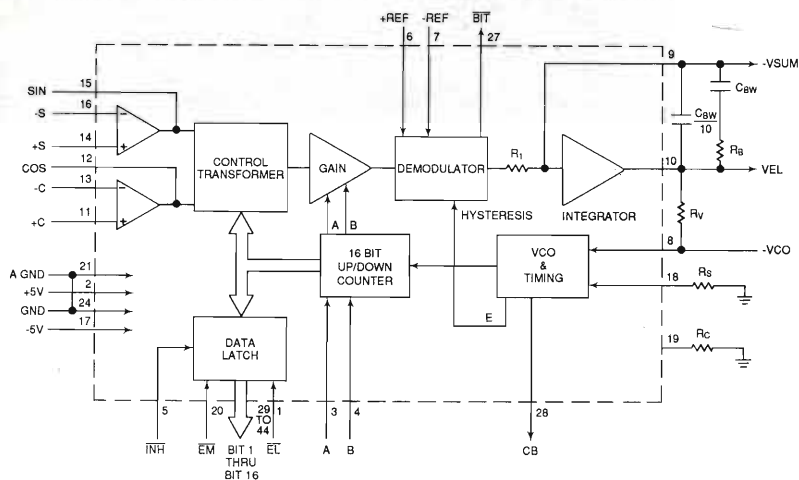 +REF -REF BIT
6 7 27
9
-VSUM
SIN 15
-S 16
+S 14
COS 12
-C 13
+C 11
-
+
-
+
CONTROL
TRANSFORMER
GAIN
DEMODULATOR
R1
INTEGRATOR
CBW
10
CBW
RB
10
VEL
A B
HYSTERESIS
RV
8
-VCO
16 BIT
UP/DOWN
COUNTER
VCO
&
TIMING
18
RS
E
19
RC
A GND 21
+5V 2
GND 24
-5V 17
DATA
LATCH
5 20 29
TO
44 1 3 4 28
INH EM BIT 1
THRU
BIT 16 EL A B CB